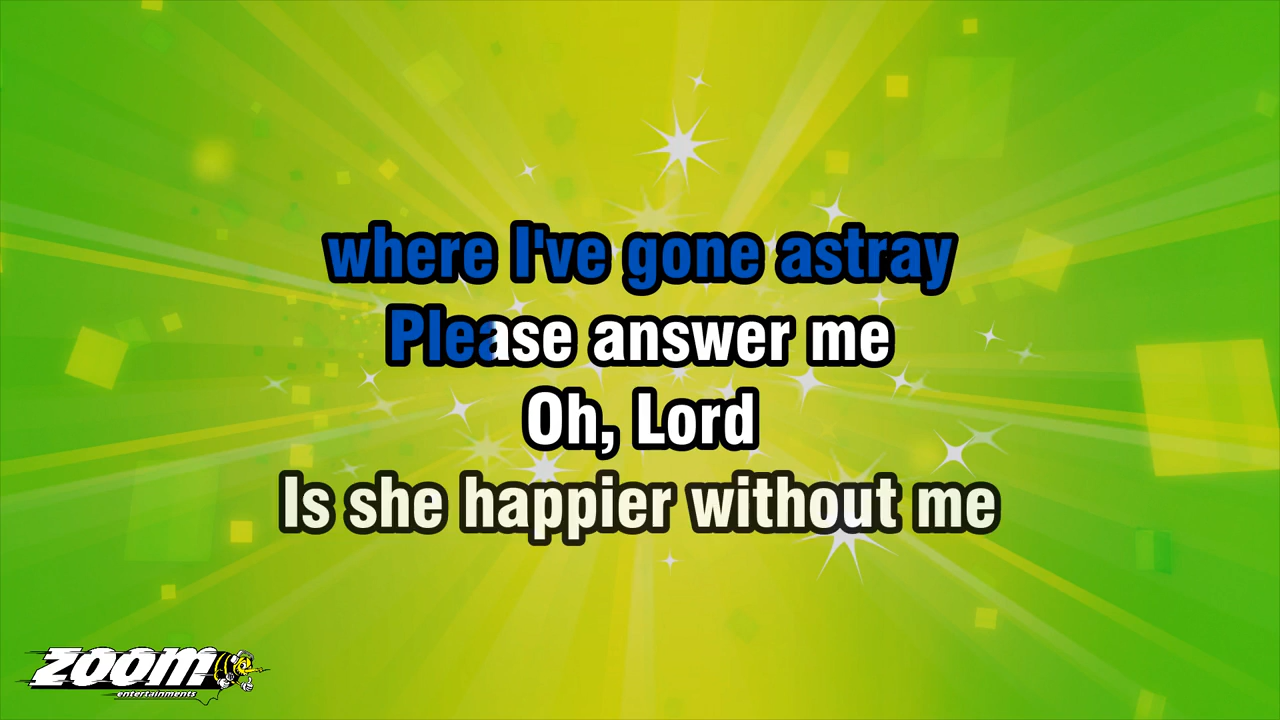 where I've gone astray
Please answer me
Oh, Lord
Is she happier without me
zoom
entertainments